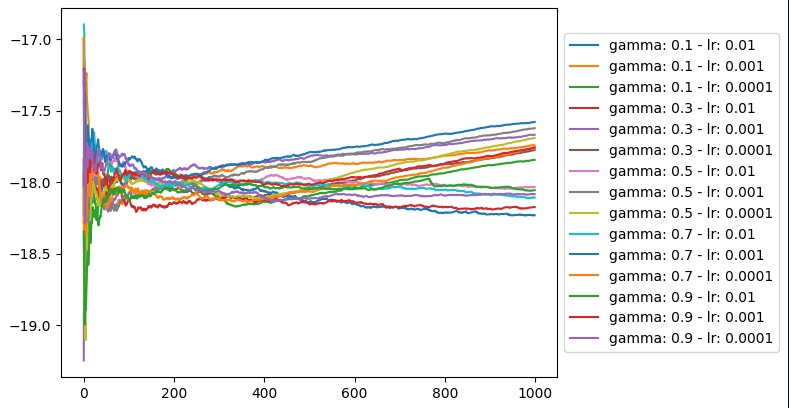 −17.0
−17.5
−18.0
−18.5
−19.0
0
200
400
600
800
1000
gamma: 0.1 - lr: 0.01
gamma: 0.1 - lr: 0.001
gamma: 0.1 - lr: 0.0001
gamma: 0.3 - lr: 0.01
gamma: 0.3 - lr: 0.001
gamma: 0.3 - lr: 0.0001
gamma: 0.5 - lr: 0.01
gamma: 0.5 - lr: 0.001
gamma: 0.5 - lr: 0.0001
gamma: 0.7 - lr: 0.01
gamma: 0.7 - lr: 0.001
gamma: 0.7 - lr: 0.0001
gamma: 0.9 - lr: 0.01
gamma: 0.9 - lr: 0.001
gamma: 0.9 - lr: 0.0001